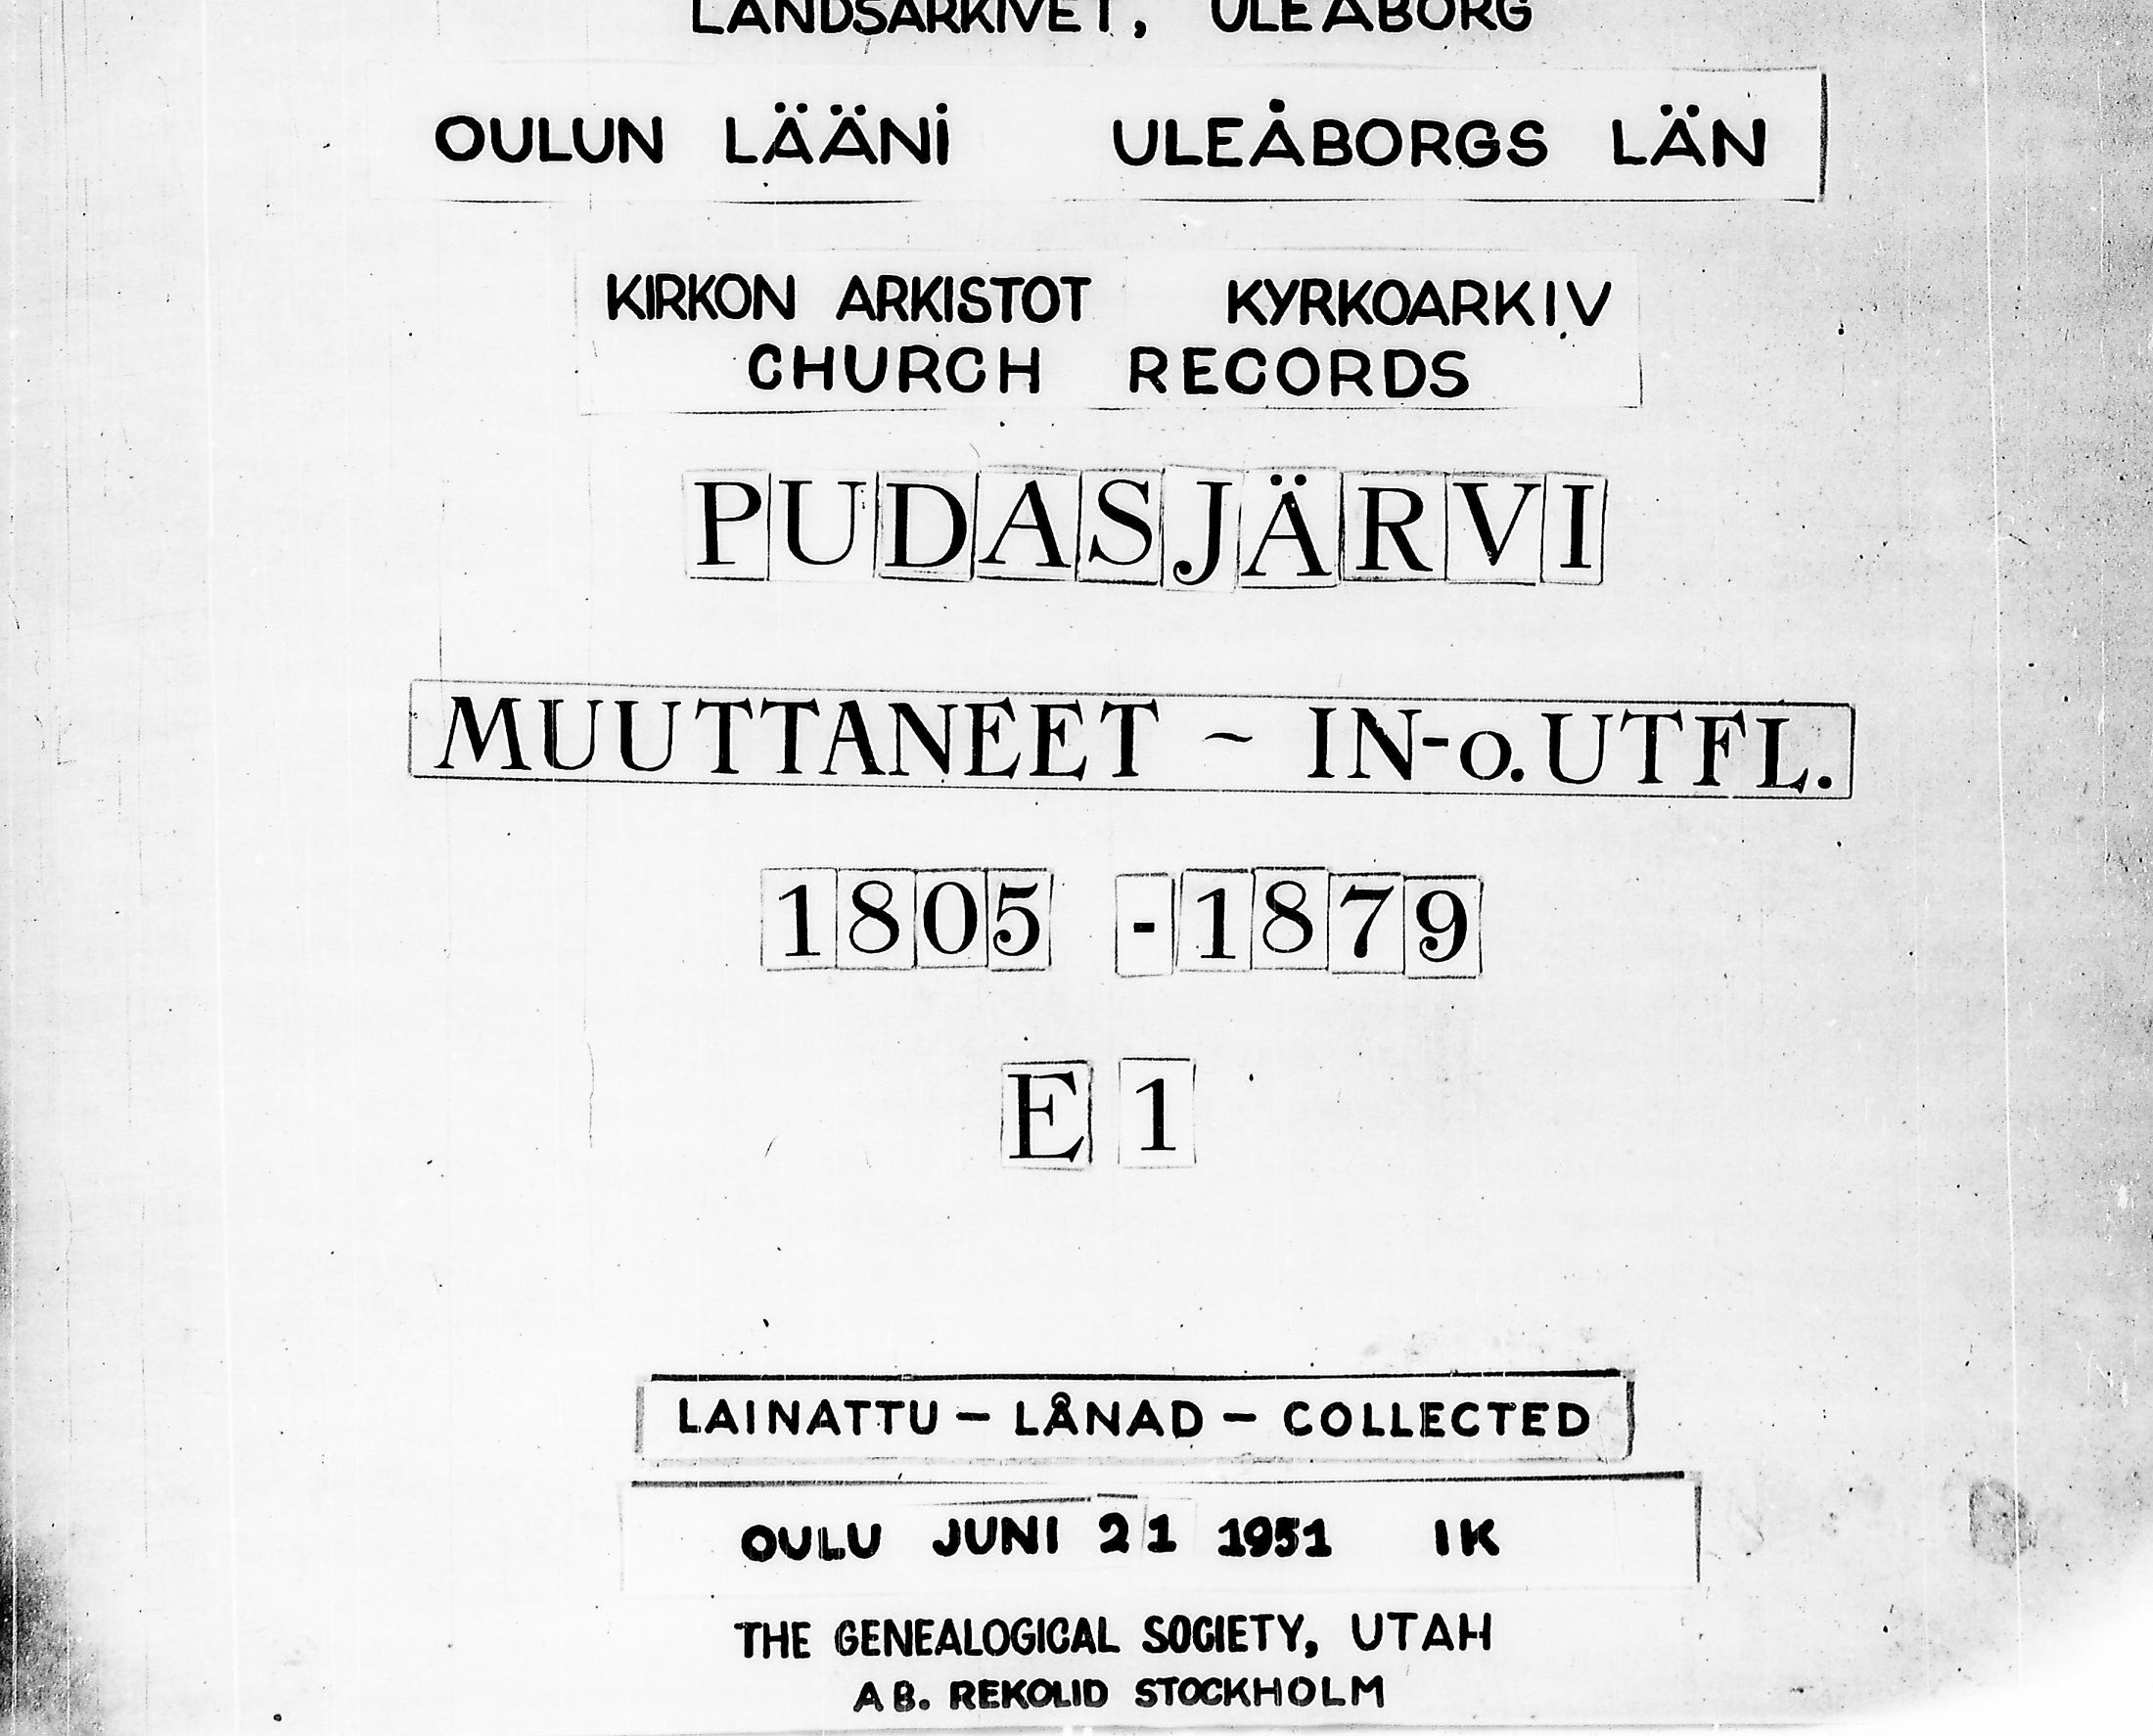 LANDSARKIVET, ULEÅBORG
OULUN LÄÄNI ULEÅBORGS LÄN
KIRKON ARKISTOT KYRKOARKIV
CHURCH RECORDS
PUDASJÄRVI
MUUTTANEET ~ IN-o.UTFL.
1805 -1879
E 1
LAINATTU – LÅNAD – COLLECTED
OULU JUNI 21 1951 IK
THE GENEALOGICAL SOCIETY, UTAH
AB. REKOLID STOCKHOLM